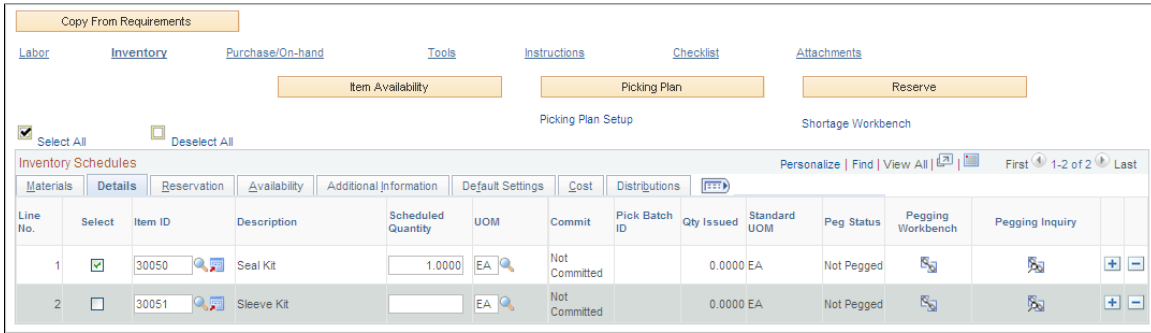 Copy From Requirements
Labor Inventory Purchase/On-hand Tools Instructions Checklist Attachments
Item Availability Picking Plan Reserve
Picking Plan Setup Shortage Workbench
Select All Deselect All
Inventory Schedules Personalize | Find | View All | | First 1-2 of 2 Last
Materials Details Reservation Availability Additional Information Default Settings Cost Distributions
Line No. Select Item ID Description Scheduled Quantity UOM Commit Pick Batch ID Qty Issued Standard UOM Peg Status Pegging Workbench Pegging Inquiry
1 30050 Seal Kit 1.0000 EA Not Committed 0.0000 EA Not Pegged
2 30051 Sleeve Kit EA Not Committed 0.0000 EA Not Pegged